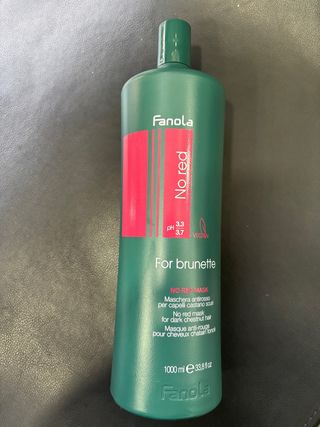 Fanola
No red
pH 3.3
3.7
VEGAN
For brunette
NO RED MASK
Maschera antirosso
per capelli castano scuri
No red mask
for dark chestnut hair
Masque anti-rouge
pour cheveux chatain foncé
1000 ml e 33,8 fl oz
Fanola